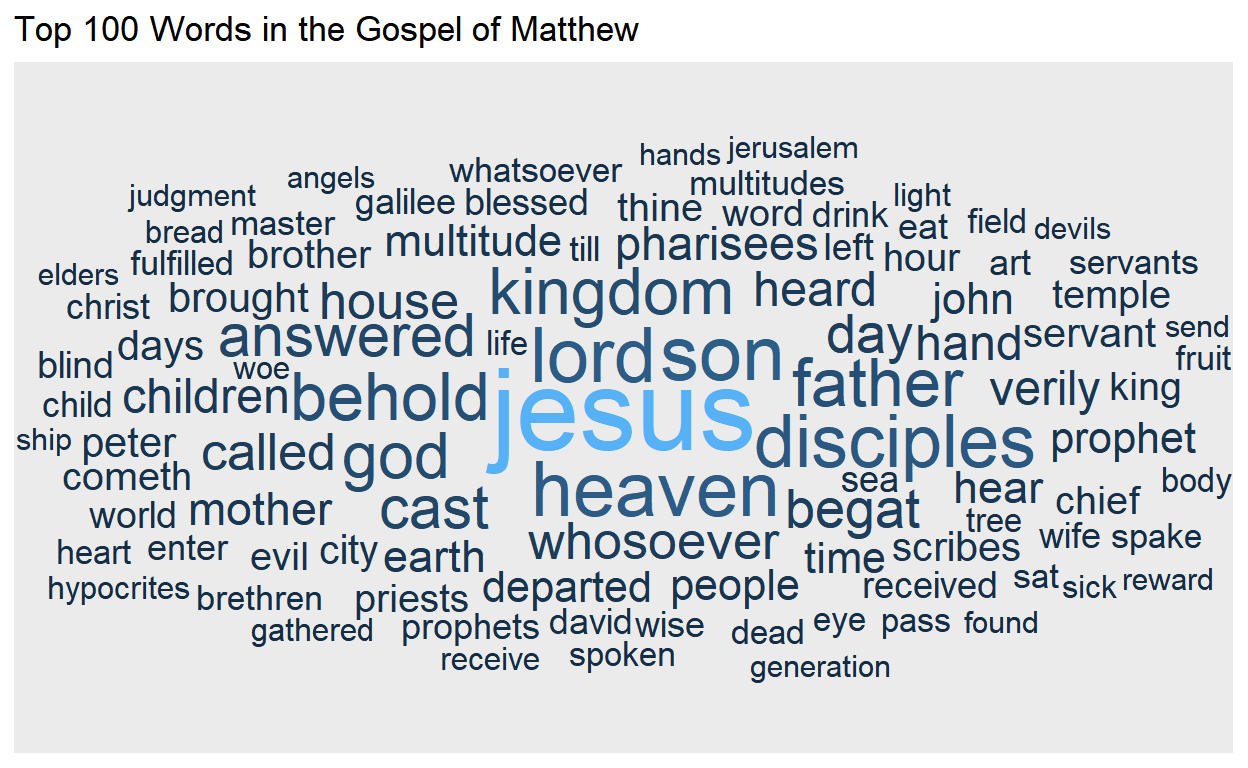 Top 100 Words in the Gospel of Matthew
hands jerusalem
angels whatsoever multitudes
judgment galilee blessed thine word drink light
bread master multitude till pharisees left eat field devils
elders fulfilled brother hour art servants
christ brought house kingdom heard john temple
days answered life lord son day hand servant send
blind woe fruit
child children behold jesus father verily king
ship peter called god disciples prophet
cometh heaven sea hear body
world mother cast begat tree chief
heart enter evil city earth whosoever time scribes wife spake
hypocrites brethren priests departed people received sat sick reward
gathered prophets david wise dead eye pass found
receive spoken generation